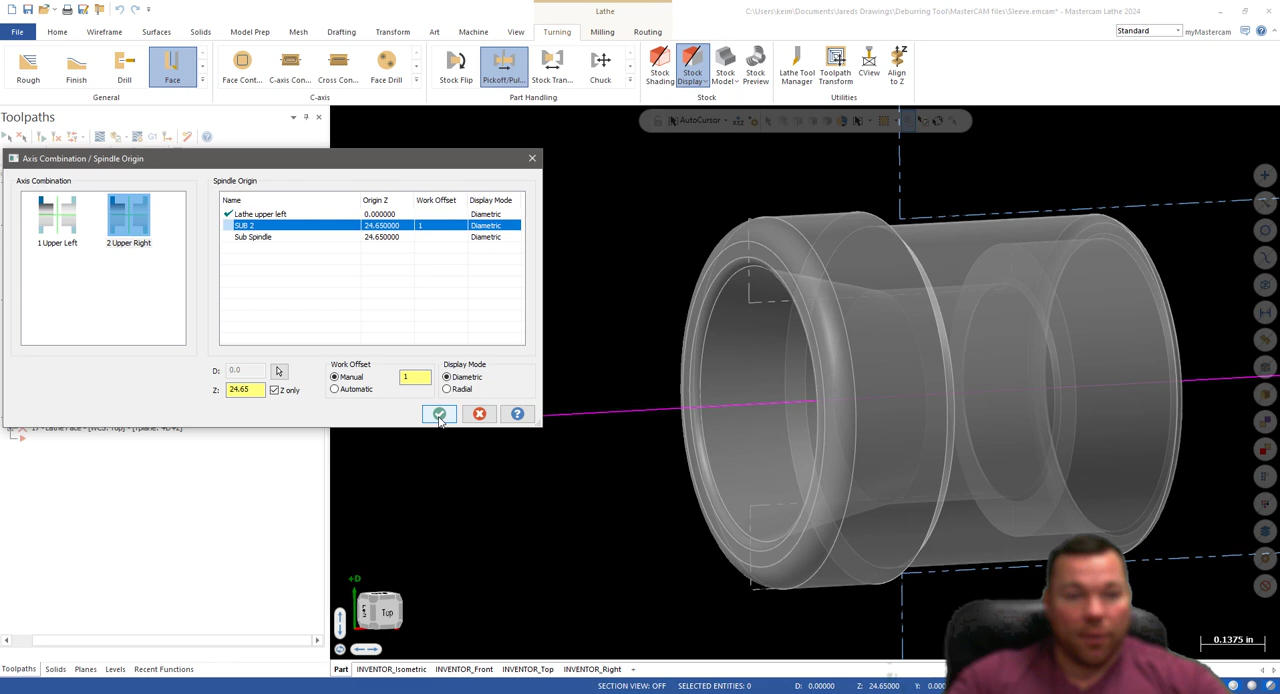 Lathe
C:\Users\keim\Documents\Jareds Drawings\Deburring Tool\MasterCAM files\Sleeve.emcam* - Mastercam Lathe 2024
File Home Wireframe Surfaces Solids Model Prep Mesh Drafting Transform Art Machine View Turning Milling Routing
Standard myMastercam
Rough Finish Drill Face
Face Cont... C-axis Con... Cross Con... Face Drill
Stock Flip Pickoff/Pul... Stock Tran... Chuck
Stock Shading Stock Display Stock Model Stock Preview
Lathe Tool Manager Toolpath Transform CView Align to Z
General C-axis Part Handling Stock Utilities
Toolpaths
AutoCursor
G1
Axis Combination / Spindle Origin
Axis Combination
1 Upper Left 2 Upper Right
Spindle Origin
Name Origin Z Work Offset Display Mode
Lathe upper left 0.000000 Diametric
SUB 2 24.650000 1 Diametric
Sub Spindle 24.650000 Diametric
D: 0.0
Z: 24.65 Z only
Work Offset
Manual 1
Automatic
Display Mode
Diametric
Radial
+D
Top
0.1375 in
Toolpaths Solids Planes Levels Recent Functions
Part INVENTOR_Isometric INVENTOR_Front INVENTOR_Top INVENTOR_Right +
SECTION VIEW: OFF SELECTED ENTITIES: 0 D: 0.00000 Z: 24.65000 Y: 0.000